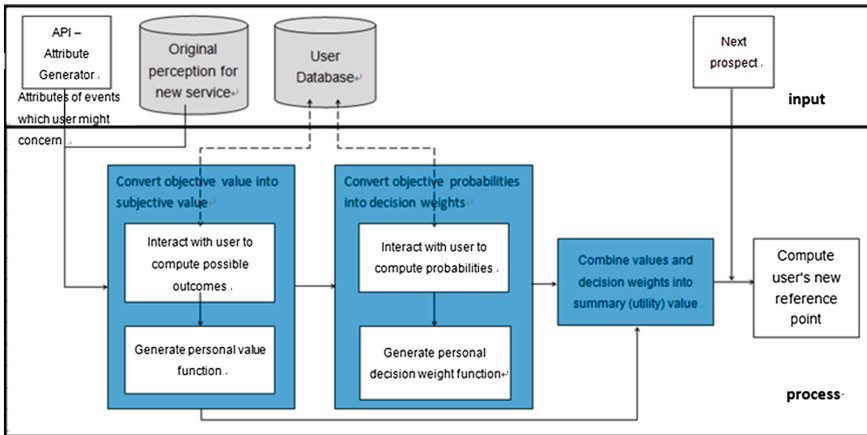 API –
Attribute
Generator.
Original
perception for
new service
User
Database
Next
prospect
Attributes of events
which user might
concern
input
Convert objective value into
subjective value
Convert objective probabilities
into decision weights
Interact with user to
compute possible
outcomes
Interact with user to
compute probabilities
Combine values and
decision weights into
summary (utility) value
Compute
user's new
reference
point
Generate personal value
function
Generate personal
decision weight function
process